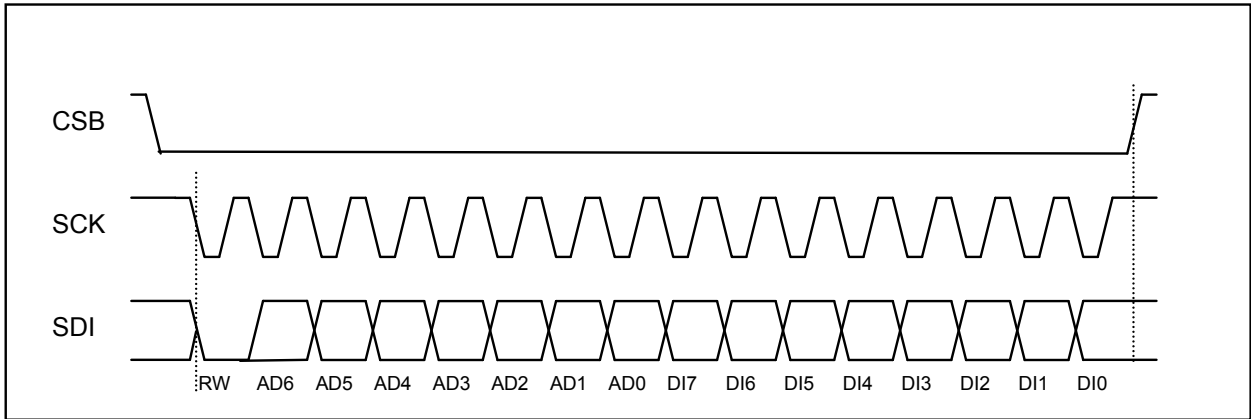 CSB
SCK
SDI
RW AD6 AD5 AD4 AD3 AD2 AD1 AD0 DI7 DI6 DI5 DI4 DI3 DI2 DI1 DI0